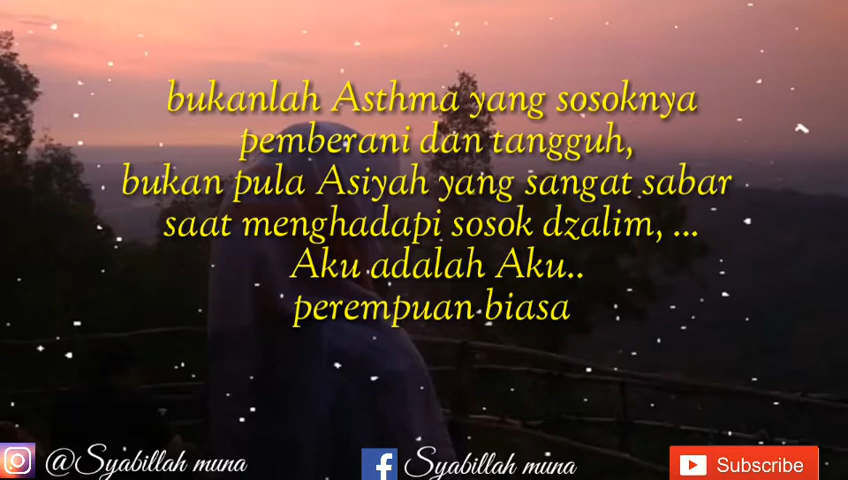 bukanlah Asthma yang sosoknya
pemberani dan tangguh,
bukan pula Asiyah yang sangat sabar
saat menghadapi sosok dzalim, ...
Aku adalah Aku..
perempuan biasa
@Syabillah muna
Syabillah muna
Subscribe